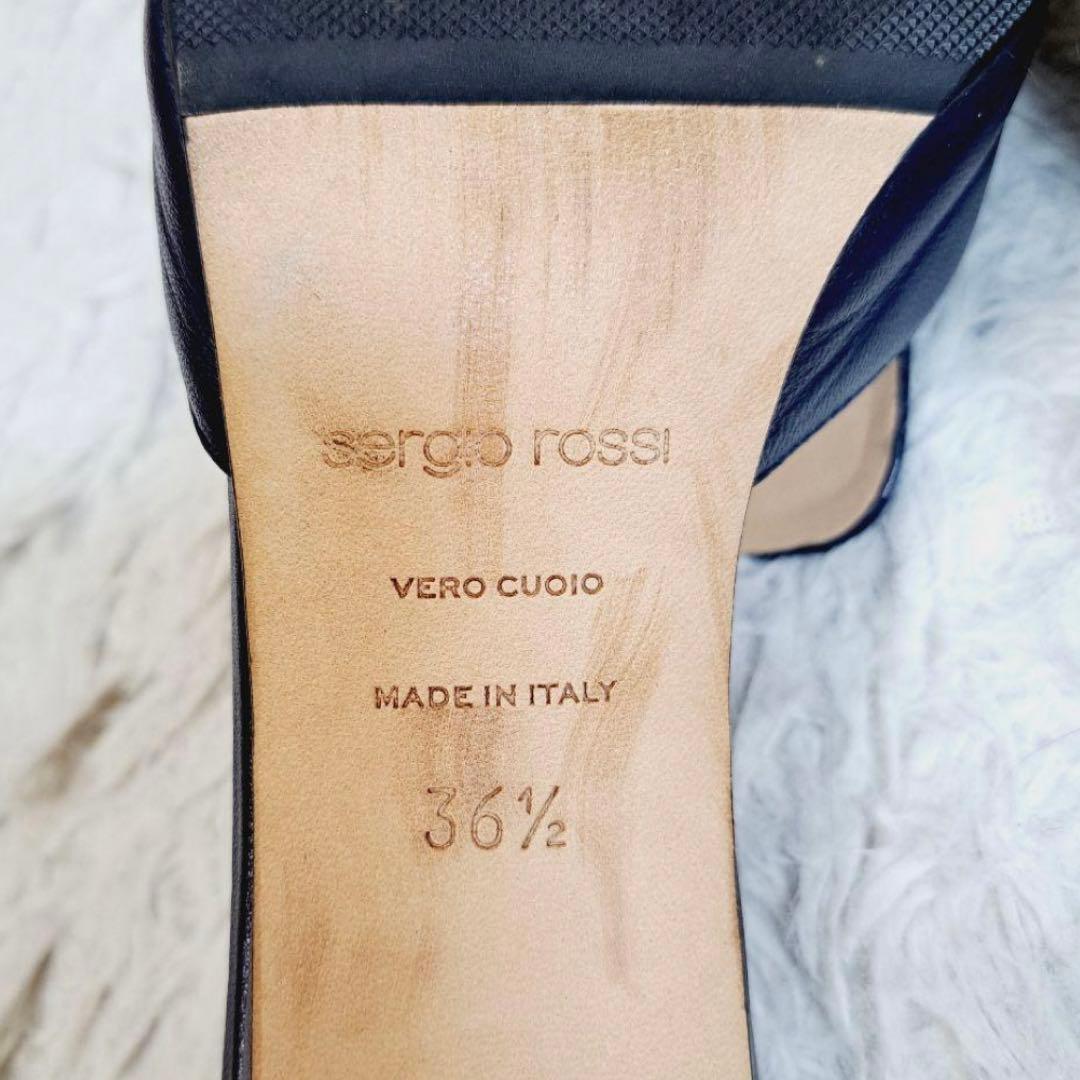 sergio rossi
VERO CUOIO
MADE IN ITALY
36½